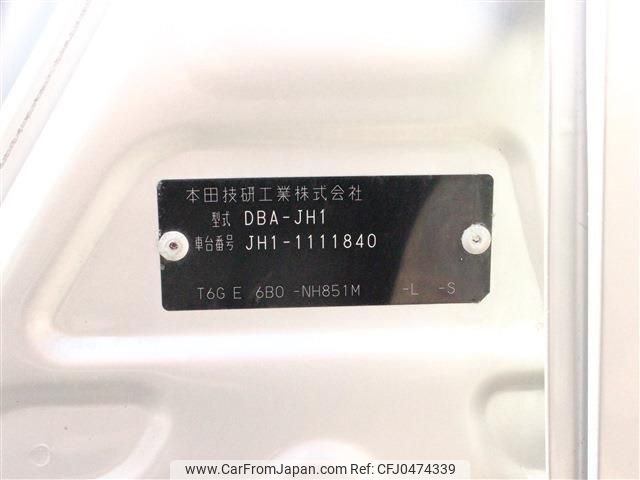 本田技研工業株式会社
型式 DBA-JH1
車台番号 JH1-1111840
T6G E 6B0 -NH851M -L -S
www.CarFromJapan.com | ID:CFJ0474339